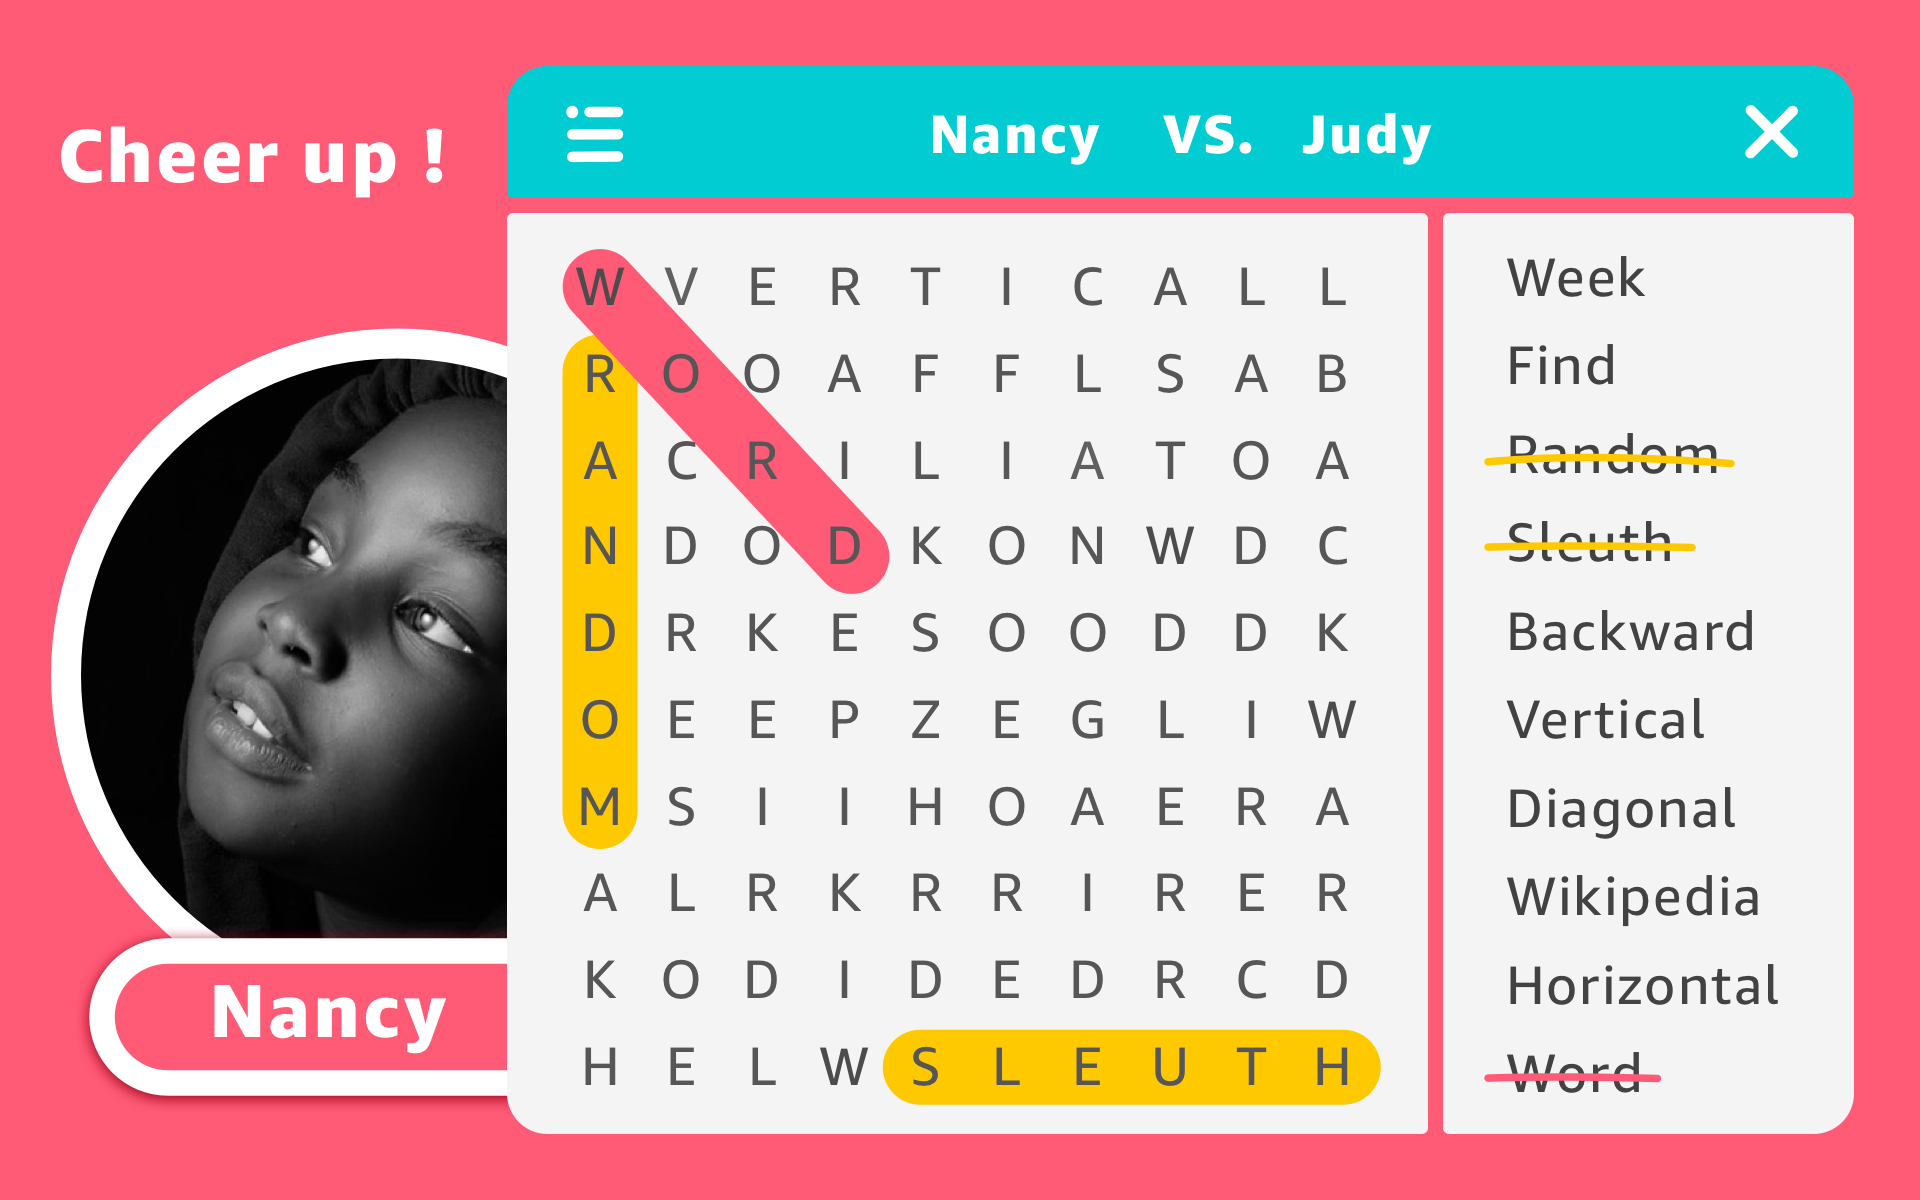 Cheer up !
Nancy VS. Judy
W V E R T I C A L L
R O O A F F L S A B
A C R I L I A T O A
N D O D K O N W D C
D R K E S O O D D K
O E E P Z E G L I W
M S I I H O A E R A
A L R K R R I R E R
K O D I D E D R C D
H E L W S L E U T H
Week
Find
Random
Sleuth
Backward
Vertical
Diagonal
Wikipedia
Horizontal
Word
Nancy